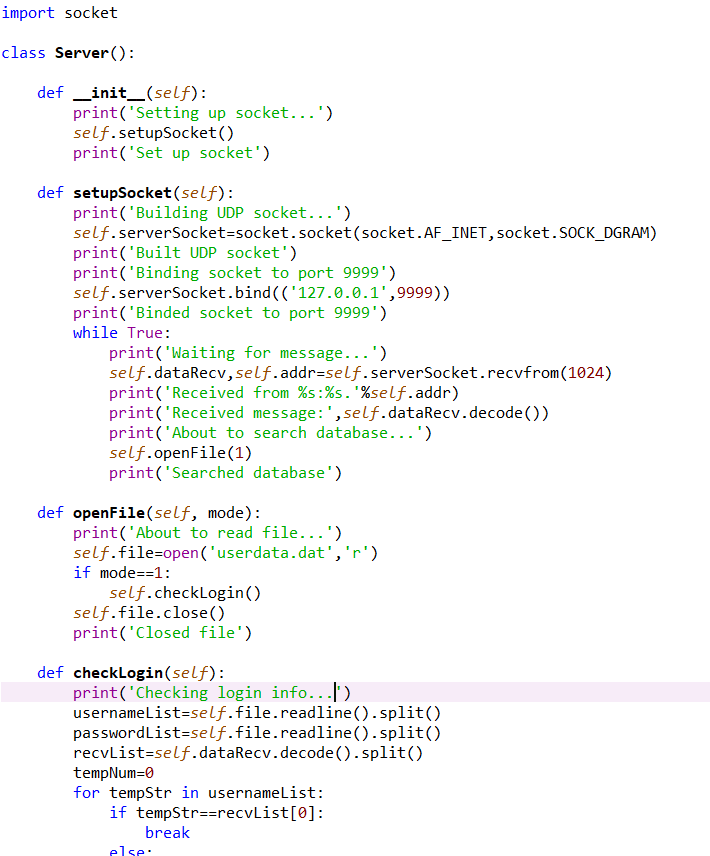 import socket
class Server():
    def __init__(self):
        print('Setting up socket...')
        self.setupSocket()
        print('Set up socket')
    def setupSocket(self):
        print('Building UDP socket...')
        self.serverSocket=socket.socket(socket.AF_INET,socket.SOCK_DGRAM)
        print('Built UDP socket')
        print('Binding socket to port 9999')
        self.serverSocket.bind(('127.0.0.1',9999))
        print('Binded socket to port 9999')
        while True:
            print('Waiting for message...')
            self.dataRecv,self.addr=self.serverSocket.recvfrom(1024)
            print('Received from %s:%s.'%self.addr)
            print('Received message:',self.dataRecv.decode())
            print('About to search database...')
            self.openFile(1)
            print('Searched database')
    def openFile(self, mode):
        print('About to read file...')
        self.file=open('userdata.dat','r')
        if mode==1:
            self.checkLogin()
        self.file.close()
        print('Closed file')
    def checkLogin(self):
        print('Checking login info...')
        usernameList=self.file.readline().split()
        passwordList=self.file.readline().split()
        recvList=self.dataRecv.decode().split()
        tempNum=0
        for tempStr in usernameList:
            if tempStr==recvList[0]:
                break
            else: